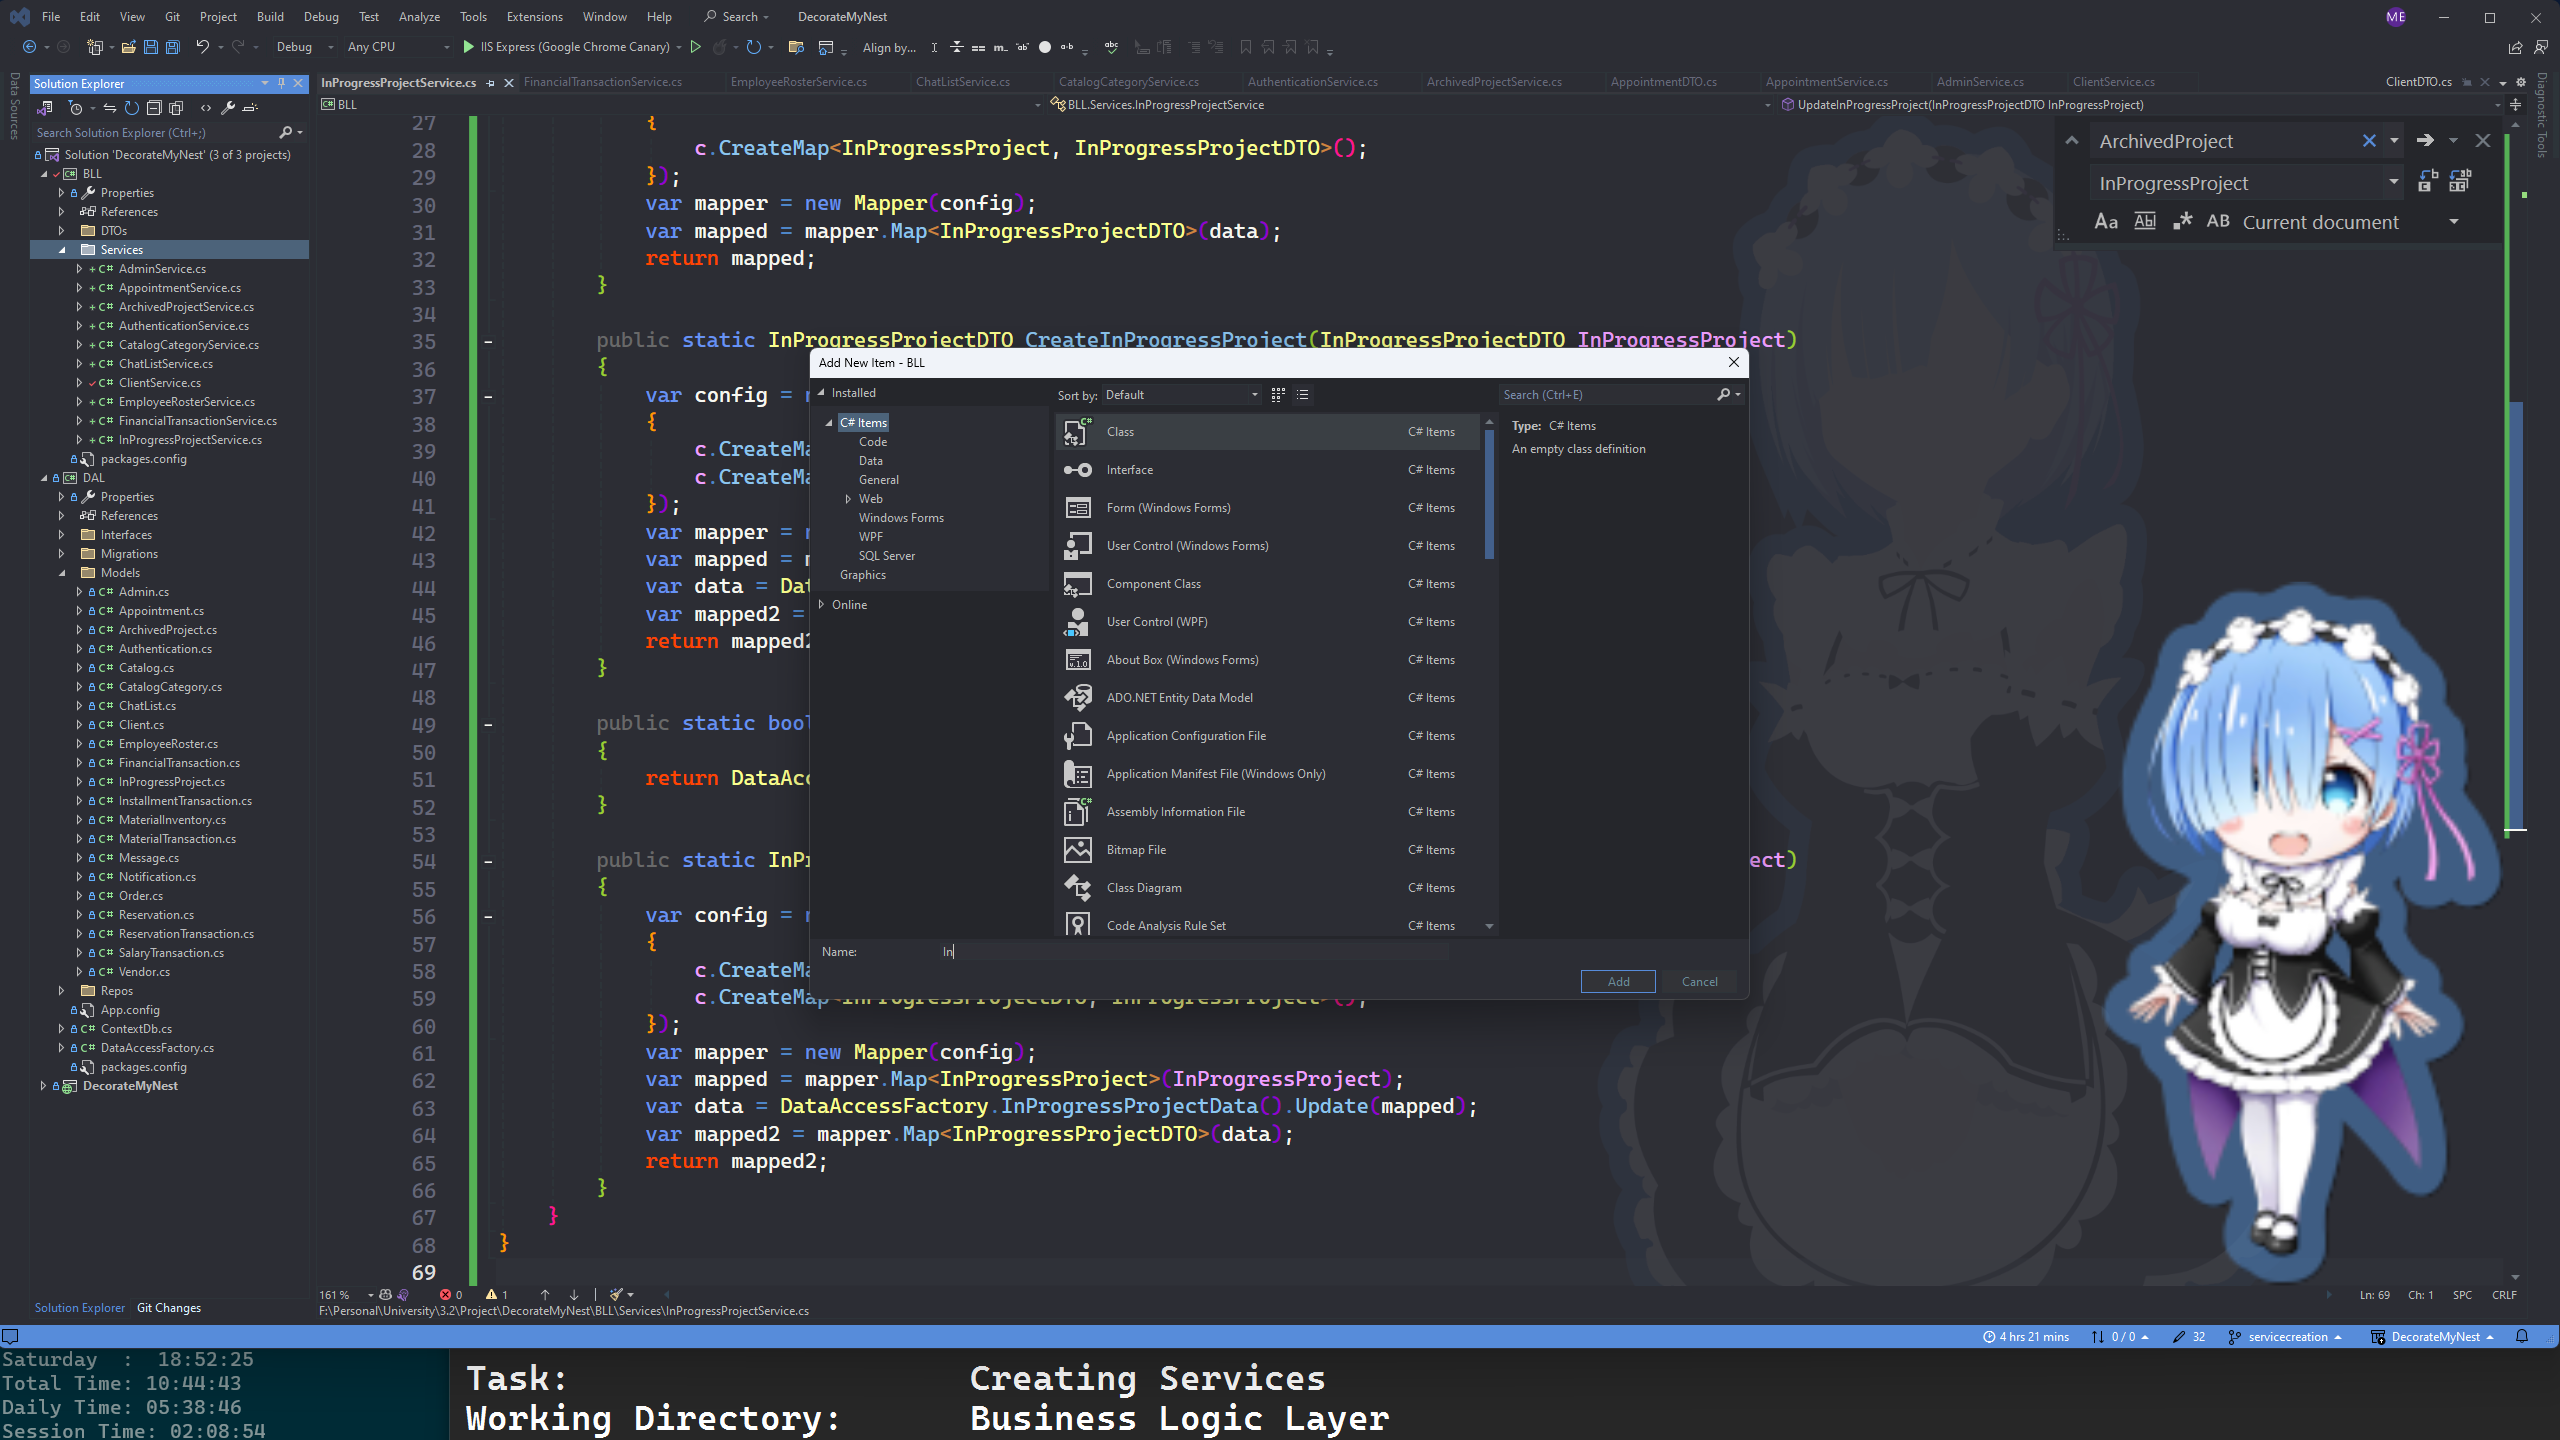 File Edit View Git Project Build Debug Test Analyze Tools Extensions Window Help Search DecorateMyNest ME
Debug Any CPU IIS Express (Google Chrome Canary) Align by...
Data Sources
Solution Explorer
Search Solution Explorer (Ctrl+;)
Solution 'DecorateMyNest' (3 of 3 projects)
BLL
Properties
References
DTOs
Services
AdminService.cs
AppointmentService.cs
ArchivedProjectService.cs
AuthenticationService.cs
CatalogCategoryService.cs
ChatListService.cs
ClientService.cs
EmployeeRosterService.cs
FinancialTransactionService.cs
InProgressProjectService.cs
packages.config
DAL
Properties
References
Interfaces
Migrations
Models
Admin.cs
Appointment.cs
ArchivedProject.cs
Authentication.cs
Catalog.cs
CatalogCategory.cs
ChatList.cs
Client.cs
EmployeeRoster.cs
FinancialTransaction.cs
InProgressProject.cs
InstallmentTransaction.cs
MaterialInventory.cs
MaterialTransaction.cs
Message.cs
Notification.cs
Order.cs
Reservation.cs
ReservationTransaction.cs
SalaryTransaction.cs
Vendor.cs
Repos
App.config
ContextDb.cs
DataAccessFactory.cs
packages.config
DecorateMyNest
Solution Explorer Git Changes
InProgressProjectService.cs FinancialTransactionService.cs EmployeeRosterService.cs ChatListService.cs CatalogCategoryService.cs AuthenticationService.cs ArchivedProjectService.cs AppointmentDTO.cs AppointmentService.cs AdminService.cs ClientService.cs ClientDTO.cs
BLL BLL.Services.InProgressProjectService UpdateInProgressProject(InProgressProjectDTO InProgressProject)
Diagnostic Tools
ArchivedProject
InProgressProject
Aa Current document
27 {
28 c.CreateMap<InProgressProject, InProgressProjectDTO>();
29 });
30 var mapper = new Mapper(config);
31 var mapped = mapper.Map<InProgressProjectDTO>(data);
32 return mapped;
33 }
34
35 public static InProgressProjectDTO CreateInProgressProject(InProgressProjectDTO InProgressProject)
36 {
37 var config =
38 {
39 c.CreateMa
40 c.CreateMa
41 });
42 var mapper =
43 var mapped =
44 var data = Dat
45 var mapped2 =
46 return mapped2
47 }
48
49 public static bool
50 {
51 return DataAcc
52 }
53
54 public static InPr ect)
55 {
56 var config =
57 {
58 c.CreateMa
59 c.CreateMap<InProgressProjectDTO, InProgressProject>();
60 });
61 var mapper = new Mapper(config);
62 var mapped = mapper.Map<InProgressProject>(InProgressProject);
63 var data = DataAccessFactory.InProgressProjectData().Update(mapped);
64 var mapped2 = mapper.Map<InProgressProjectDTO>(data);
65 return mapped2;
66 }
67 }
68 }
69
Add New Item - BLL
Installed
C# Items
Code
Data
General
Web
Windows Forms
WPF
SQL Server
Graphics
Online
Sort by: Default
Class C# Items
Interface C# Items
Form (Windows Forms) C# Items
User Control (Windows Forms) C# Items
Component Class C# Items
User Control (WPF) C# Items
About Box (Windows Forms) C# Items
ADO.NET Entity Data Model C# Items
Application Configuration File C# Items
Application Manifest File (Windows Only) C# Items
Assembly Information File C# Items
Bitmap File C# Items
Class Diagram C# Items
Code Analysis Rule Set C# Items
Search (Ctrl+E)
Type: C# Items
An empty class definition
Name: In
Add Cancel
161 % 0 1 Ln: 69 Ch: 1 SPC CRLF
F:\Personal\University\3.2\Project\DecorateMyNest\BLL\Services\InProgressProjectService.cs
4 hrs 21 mins 0 / 0 32 servicecreation DecorateMyNest
Saturday : 18:52:25
Total Time: 10:44:43
Daily Time: 05:38:46
Session Time: 02:08:54
Task: Creating Services
Working Directory: Business Logic Layer